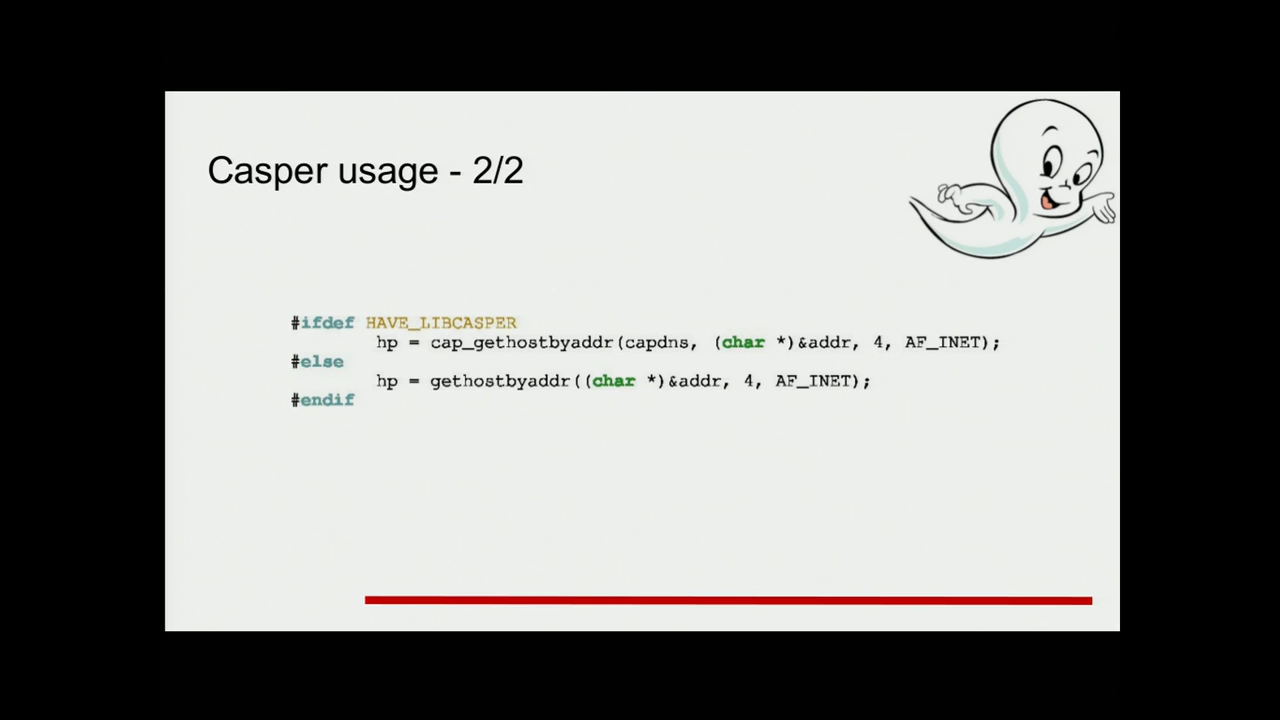 Casper usage - 2/2
#ifdef HAVE_LIBCASPER
hp = cap_gethostbyaddr(capdns, (char *)&addr, 4, AF_INET);
#else
hp = gethostbyaddr((char *)&addr, 4, AF_INET);
#endif